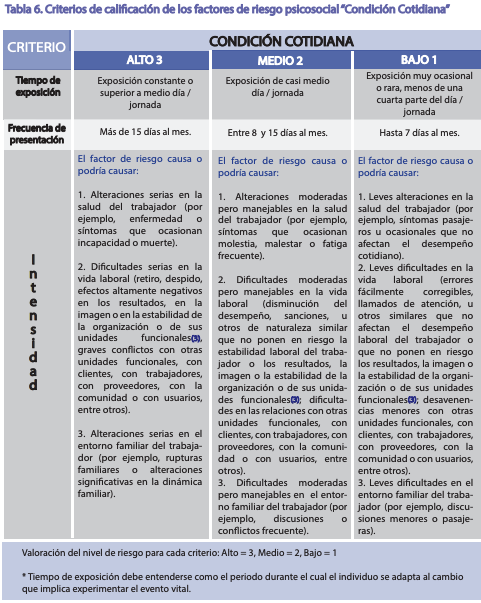 Tabla 6. Criterios de calificación de los factores de riesgo psicosocial "Condición Cotidiana"
CRITERIO
CONDICIÓN COTIDIANA
ALTO 3
MEDIO 2
BAJO 1
Tiempo de
exposición
Exposición constante o
superior a medio día /
jornada
Exposición de casi medio
día / jornada
Exposición muy ocasional
o rara, menos de una
cuarta parte del día /
jornada
Frecuencia de
presentación
Más de 15 días al mes.
Entre 8 y 15 días al mes.
Hasta 7 días al mes.
Intensidad
El factor de riesgo causa o
podría causar:
1. Alteraciones serias en la
salud del trabajador (por
ejemplo, enfermedad o
síntomas que ocasionan
incapacidad o muerte).
2. Dificultades serias en la
vida laboral (retiro, despido,
efectos altamente negativos
en los resultados, en la
imagen o en la estabilidad de
la organización o de sus
unidades funcionales(3),
graves conflictos con otras
unidades funcionales, con
clientes, con trabajadores,
con proveedores, con la
comunidad o con usuarios,
entre otros).
3. Alteraciones serias en el
entorno familiar del trabaja-
dor (por ejemplo, rupturas
familiares o alteraciones
significativas en la dinámica
familiar).
El factor de riesgo causa o
podría causar:
1. Alteraciones moderadas
pero manejables en la salud
del trabajador (por ejemplo,
síntomas que ocasionan
molestia, malestar o fatiga
frecuente).
2. Dificultades moderadas
pero manejables en la vida
laboral (disminución del
desempeño, sanciones, u
otros de naturaleza similar
que no ponen en riesgo la
estabilidad laboral del traba-
jador o los resultados, la
imagen o la estabilidad de la
organización o de sus unida-
des funcionales(3); dificulta-
des en las relaciones con otras
unidades funcionales, con
clientes, con trabajadores, con
proveedores, con la comuni-
dad o con usuarios, entre
otros).
3. Dificultades moderadas
pero manejables en el entor-
no familiar del trabajador (por
ejemplo, discusiones o
conflictos frecuente).
El factor de riesgo causa o
podría causar:
1. Leves alteraciones en la
salud del trabajador (por
ejemplo, síntomas pasaje-
ros u ocasionales que no
afectan el desempeño
cotidiano).
2. Leves dificultades en la
vida laboral (errores
fácilmente corregibles,
llamados de atención, u
otros similares que no
afectan el desempeño
laboral del trabajador o
que no ponen en riesgo
los resultados, la imagen o
la estabilidad de la organi-
zación o de sus unidades
funcionales(3); desavenen-
cias menores con otras
unidades funcionales, con
clientes, con trabajadores,
con proveedores, con la
comunidad o con usuarios,
entre otros).
3. Leves dificultades en el
entorno familiar del traba-
jador (por ejemplo, discu-
siones menores o pasaje-
ras).
Valoración del nivel de riesgo para cada criterio: Alto = 3, Medio = 2, Bajo = 1
* Tiempo de exposición debe entenderse como el periodo durante el cual el individuo se adapta al cambio
que implica experimentar el evento vital.